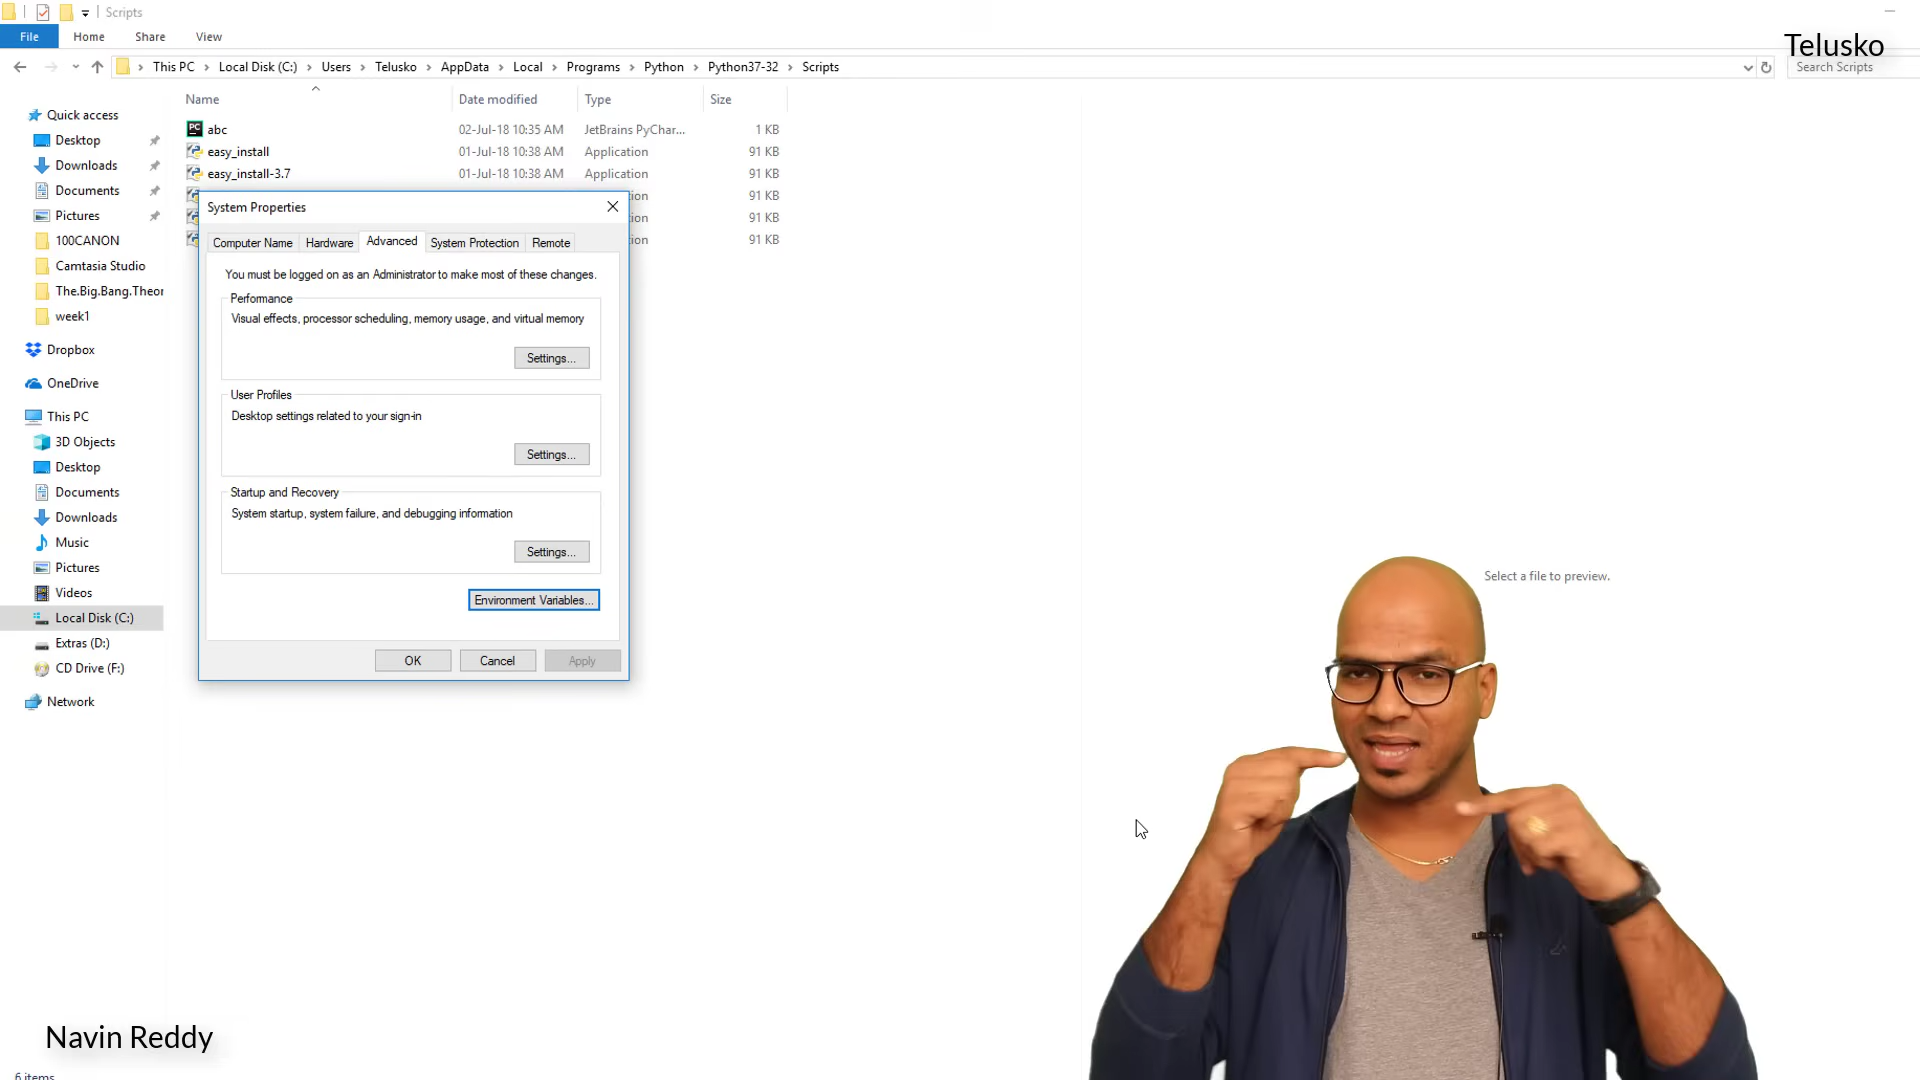 Scripts
File Home Share View
Telusko
This PC Local Disk (C:) Users Telusko AppData Local Programs Python Python37-32 Scripts
Search Scripts
Name Date modified Type Size
abc 02-Jul-18 10:35 AM JetBrains PyChar... 1 KB
easy_install 01-Jul-18 10:38 AM Application 91 KB
easy_install-3.7 01-Jul-18 10:38 AM Application 91 KB
tion 91 KB
tion 91 KB
tion 91 KB
Quick access
Desktop
Downloads
Documents
Pictures
100CANON
Camtasia Studio
The.Big.Bang.Theor
week1
Dropbox
OneDrive
This PC
3D Objects
Desktop
Documents
Downloads
Music
Pictures
Videos
Local Disk (C:)
Extras (D:)
CD Drive (F:)
Network
System Properties
Computer Name Hardware Advanced System Protection Remote
You must be logged on as an Administrator to make most of these changes.
Performance
Visual effects, processor scheduling, memory usage, and virtual memory
Settings...
User Profiles
Desktop settings related to your sign-in
Settings...
Startup and Recovery
System startup, system failure, and debugging information
Settings...
Environment Variables...
OK Cancel Apply
Select a file to preview.
Navin Reddy
6 items